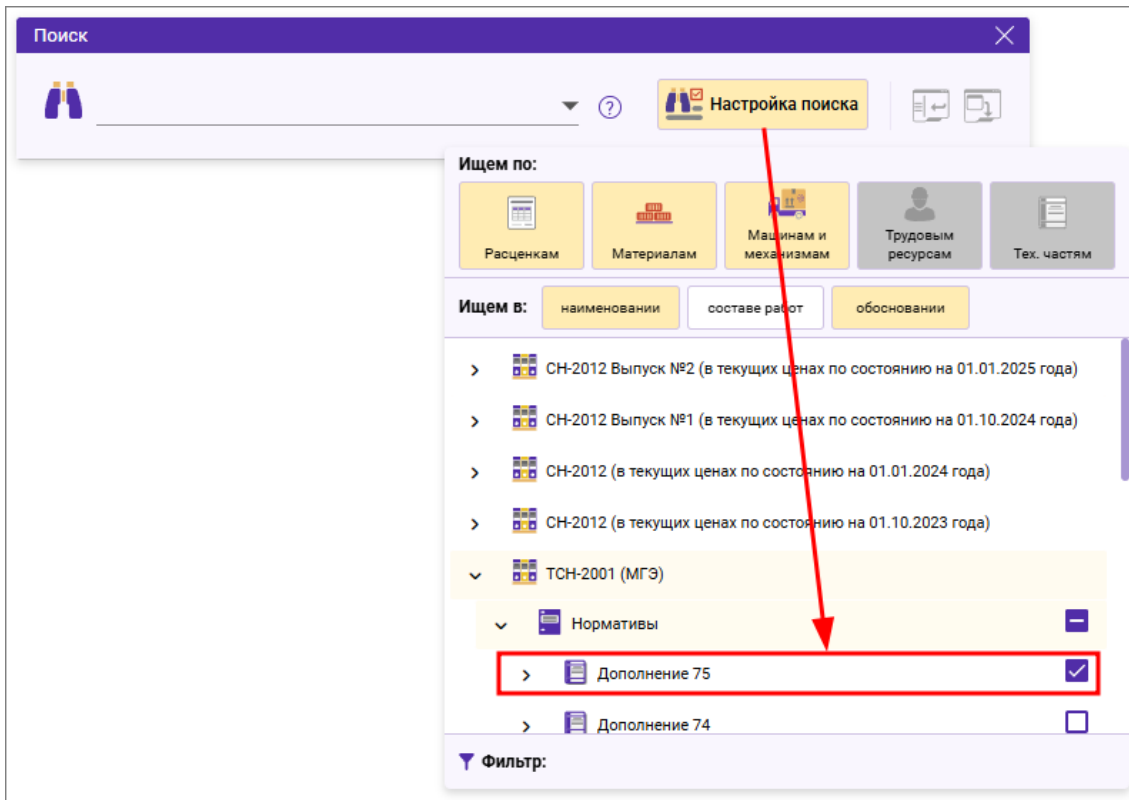 Поиск
? Настройка поиска
Ищем по:
Расценкам
Материалам
Машинам и
механизмам
Трудовым
ресурсам
Тех. частям
Ищем в: наименовании составе работ обосновании
СН-2012 Выпуск №2 (в текущих ценах по состоянию на 01.01.2025 года)
СН-2012 Выпуск №1 (в текущих ценах по состоянию на 01.10.2024 года)
СН-2012 (в текущих ценах по состоянию на 01.01.2024 года)
СН-2012 (в текущих ценах по состоянию на 01.10.2023 года)
ТСН-2001 (МГЭ)
Нормативы
Дополнение 75
Дополнение 74
Фильтр: